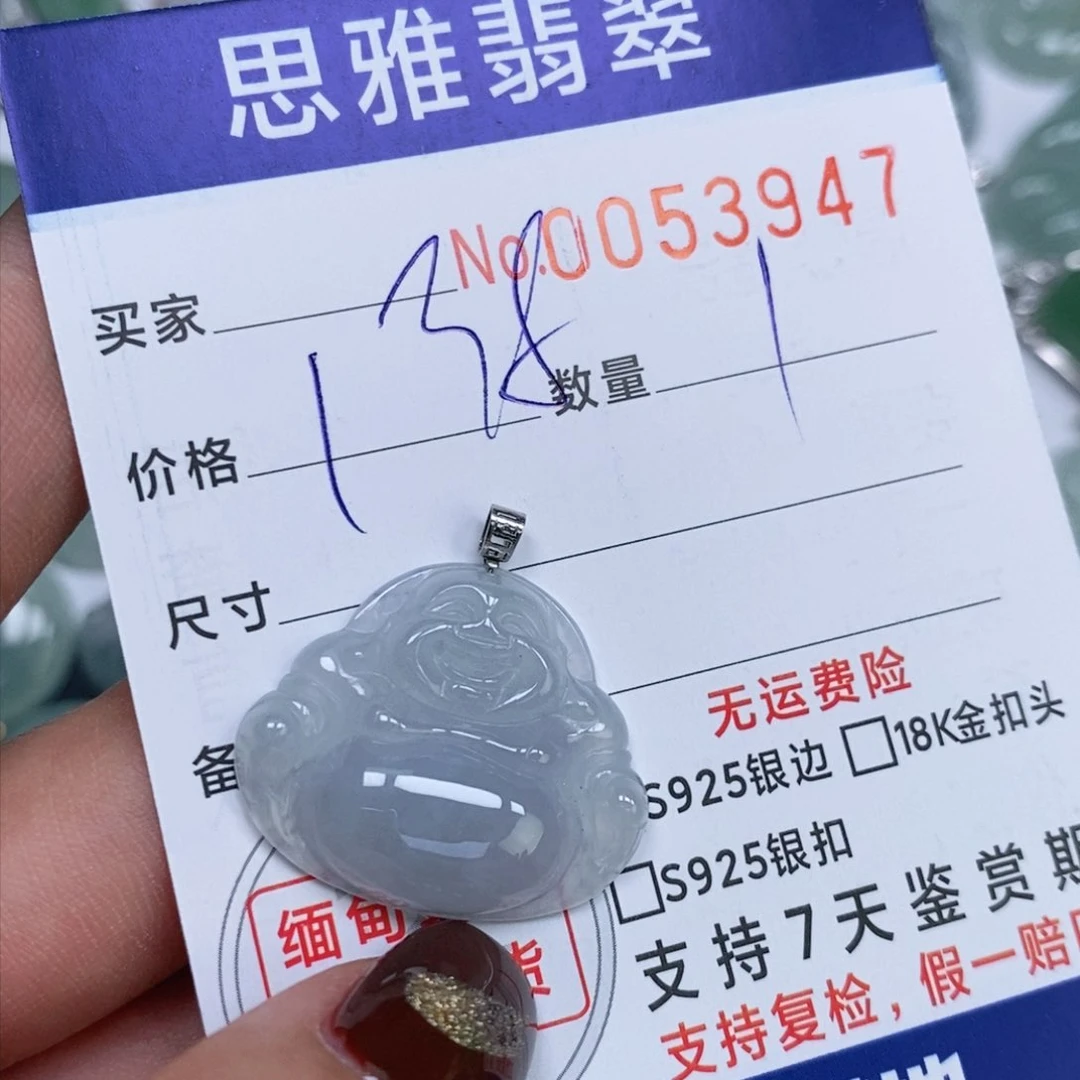 思雅翡翠
No.0053947
买家
价格 138 数量 1
尺寸
备
无运费险
S925银边 □18K金扣头
□S925银扣
缅甸 货
支持7天鉴赏期
支持复检，假一赔